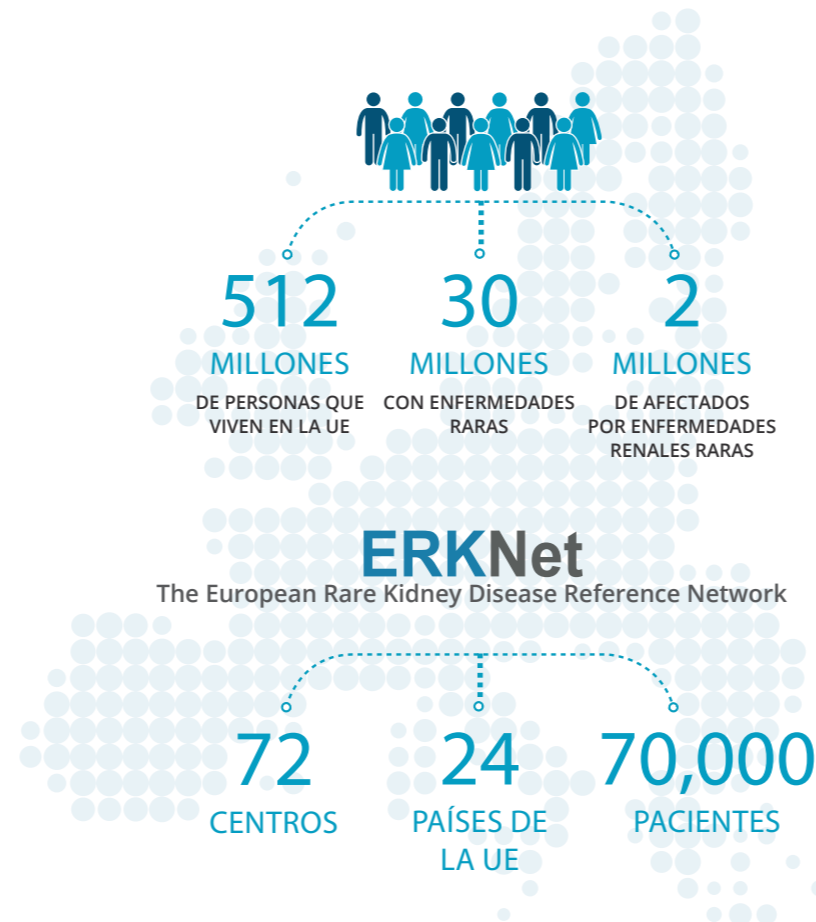 512
MILLONES
DE PERSONAS QUE
VIVEN EN LA UE
30
MILLONES
CON ENFERMEDADES
RARAS
2
MILLONES
DE AFECTADOS
POR ENFERMEDADES
RENALES RARAS
ERKNet
The European Rare Kidney Disease Reference Network
72
CENTROS
24
PAÍSES DE
LA UE
70,000
PACIENTES